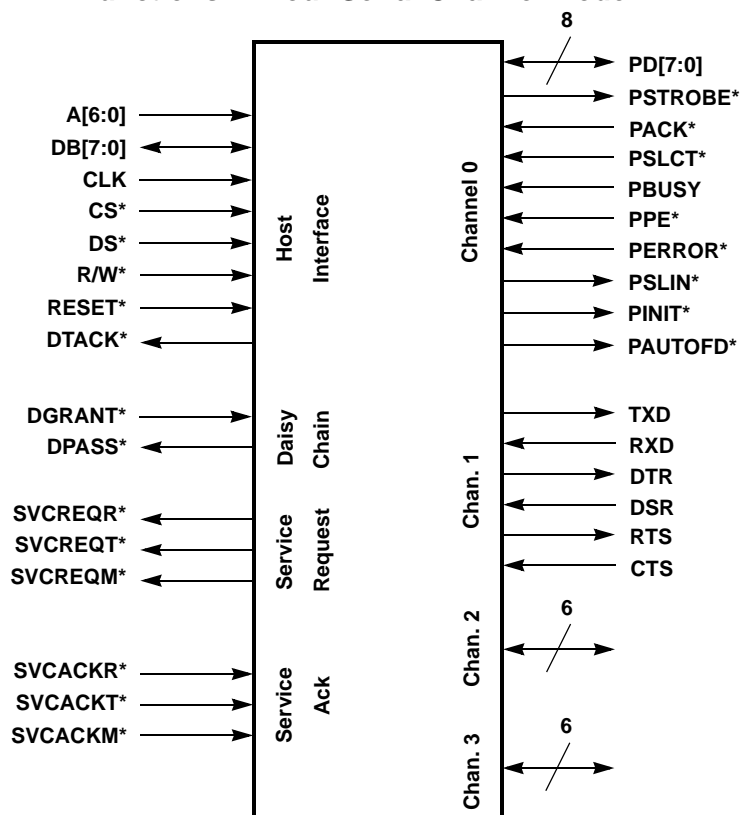 8
PD[7:0]
PSTROBE*
PACK*
PSLCT*
PBUSY
PPE*
PERROR*
PSLIN*
PINIT*
PAUTOFD*
Channel 0
A[6:0]
DB[7:0]
CLK
CS*
DS*
R/W*
RESET*
DTACK*
Host
Interface
DGRANT*
DPASS*
Daisy
Chain
TXD
RXD
DTR
DSR
RTS
CTS
Chan. 1
SVCREQR*
SVCREQT*
SVCREQM*
Service
Request
6
Chan. 2
SVCACKR*
SVCACKT*
SVCACKM*
Service
Ack
6
Chan. 3